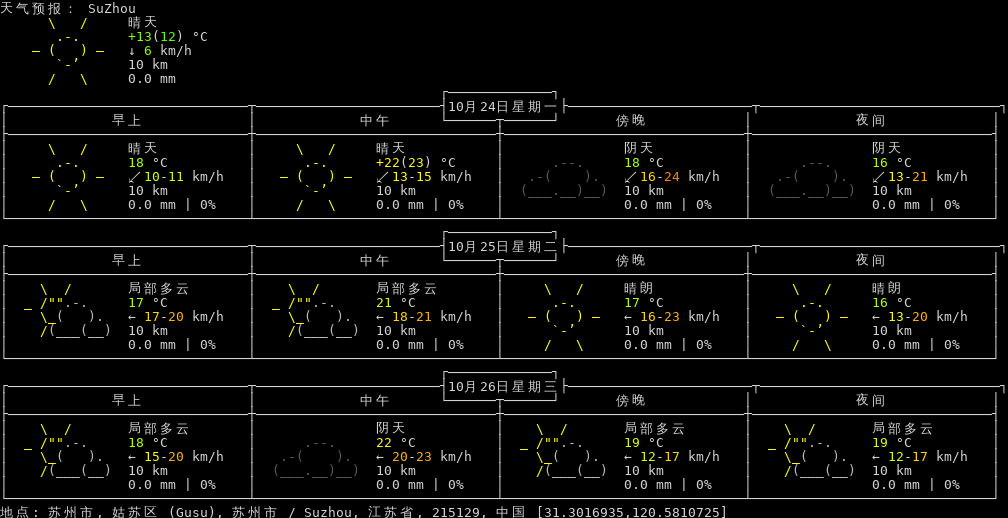 天气预报: SuZhou
晴天
+13(12) °C
↓ 6 km/h
10 km
0.0 mm
10月24日星期一
早上 中午 傍晚 夜间
晴天 晴天 阴天 阴天
18 °C +22(23) °C 18 °C 16 °C
↙ 10-11 km/h ↙ 13-15 km/h ↙ 16-24 km/h ↙ 13-21 km/h
10 km 10 km 10 km 10 km
0.0 mm | 0% 0.0 mm | 0% 0.0 mm | 0% 0.0 mm | 0%
10月25日星期二
早上 中午 傍晚 夜间
局部多云 局部多云 晴朗 晴朗
17 °C 21 °C 17 °C 16 °C
← 17-20 km/h ← 18-21 km/h ← 16-23 km/h ← 13-20 km/h
10 km 10 km 10 km 10 km
0.0 mm | 0% 0.0 mm | 0% 0.0 mm | 0% 0.0 mm | 0%
10月26日星期三
早上 中午 傍晚 夜间
局部多云 阴天 局部多云 局部多云
18 °C 22 °C 19 °C 19 °C
← 15-20 km/h ← 20-23 km/h ← 12-17 km/h ← 12-17 km/h
10 km 10 km 10 km 10 km
0.0 mm | 0% 0.0 mm | 0% 0.0 mm | 0% 0.0 mm | 0%
地点: 苏州市, 姑苏区 (Gusu), 苏州市 / Suzhou, 江苏省, 215129, 中国 [31.3016935,120.5810725]